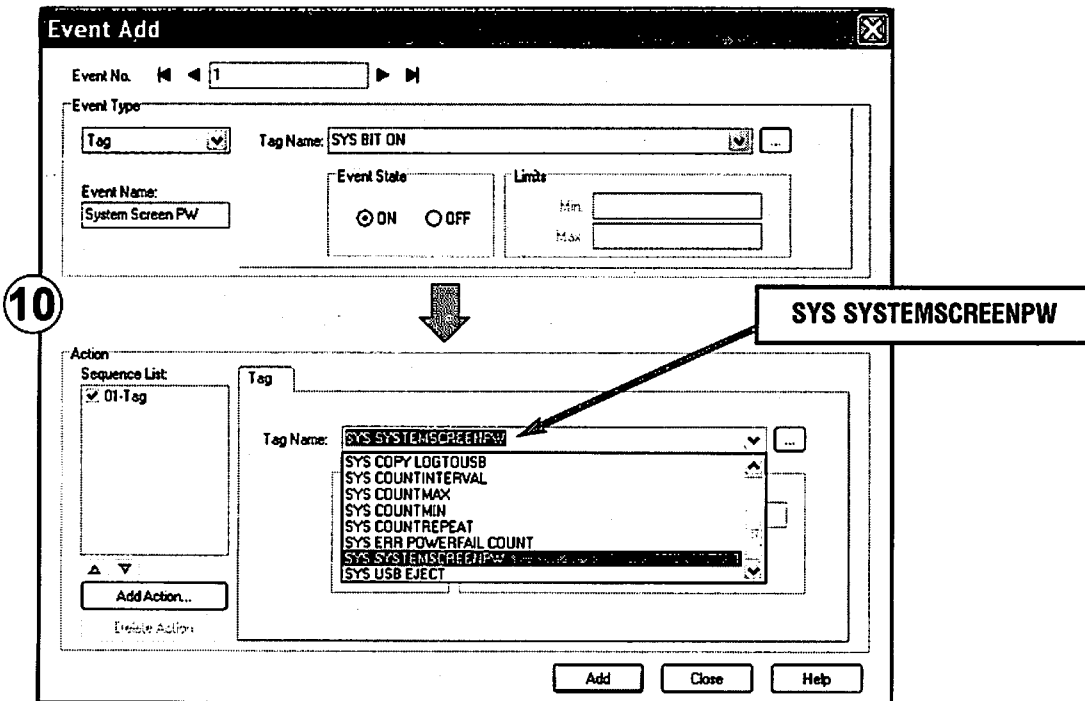 Event Add
Event No. 1
Event Type
Tag
Tag Name: SYS BIT ON
...
Event Name:
System Screen PW
Event State
ON OFF
Limits
Min.
Max
10
SYS SYSTEMSCREENPW
Action
Sequence List:
01-Tag
Tag
Tag Name: SYS SYSTEMSCREENPW
...
SYS COPY LOGTOUSB
SYS COUNTINTERVAL
SYS COUNTMAX
SYS COUNTMIN
SYS COUNTREPEAT
SYS ERR POWERFAIL COUNT
SYS SYSTEMSCREENPW
SYS USB EJECT
Add Action...
Delete Action
Add Close Help